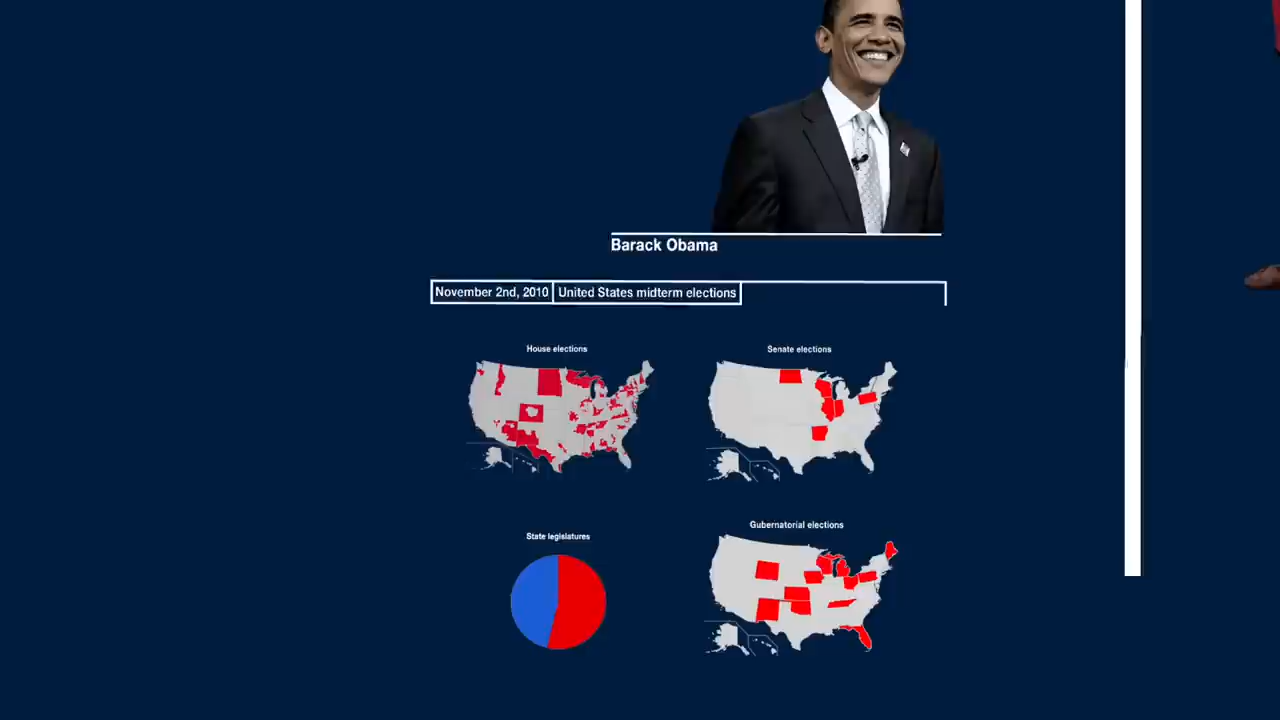 Barack Obama
November 2nd, 2010
United States midterm elections
House elections
Senate elections
State legislatures
Gubernatorial elections